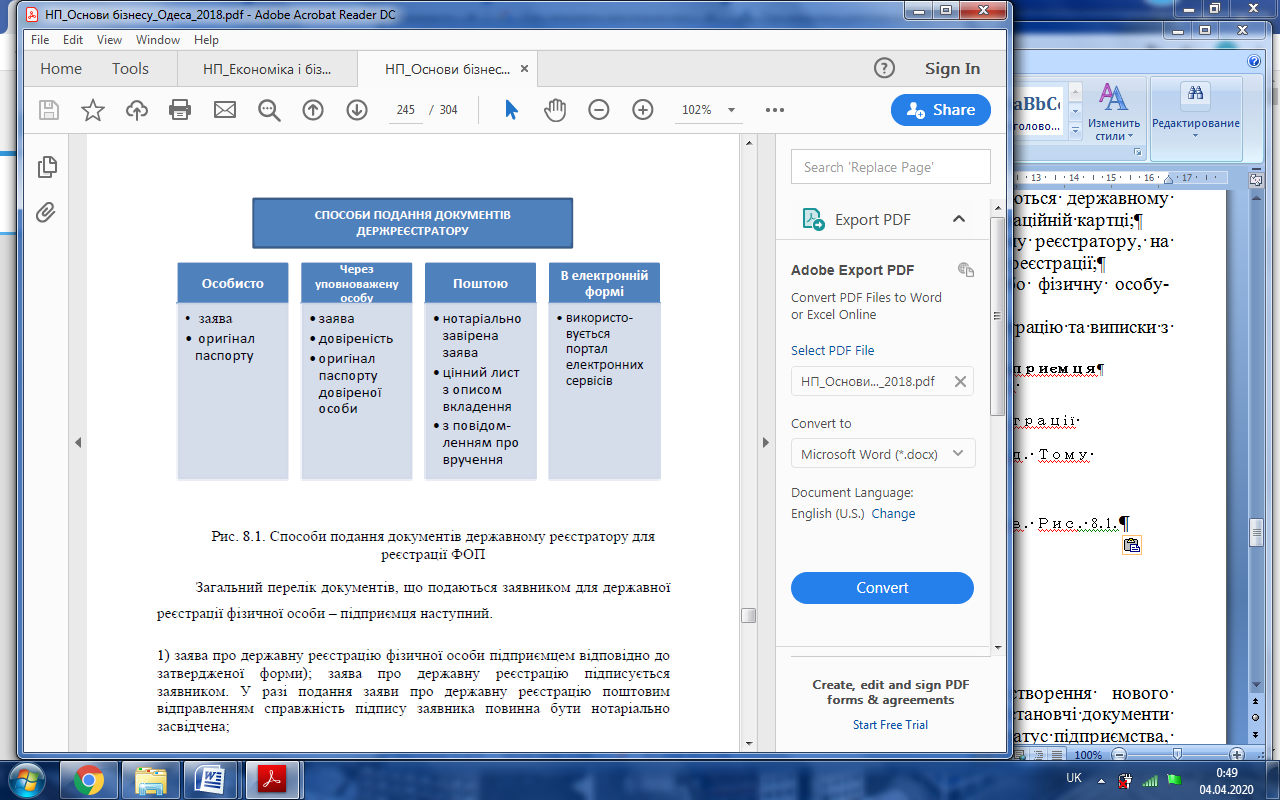 НП_Основи бізнесу_Одеса_2018.pdf - Adobe Acrobat Reader DC
File Edit View Window Help
Home Tools НП_Економіка і біз... НП_Основи бізнес... Sign In
245 / 304 102% Share
СПОСОБИ ПОДАННЯ ДОКУМЕНТІВ
ДЕРЖРЕЄСТРАТОРУ
Особисто
• заява
• оригінал
паспорту
Через
уповноважену
особу
• заява
• довіреність
• оригінал
паспорту
довіреної
особи
Поштою
• нотаріально
завірена
заява
• цінний лист
з описом
вкладення
• з повідом-
ленням про
вручення
В електронній
формі
• використо-
вується
портал
електронних
сервісів
Рис. 8.1. Способи подання документів державному реєстратору для
реєстрації ФОП
Загальний перелік документів, що подаються заявником для державної
реєстрації фізичної особи – підприємця наступний.
1) заява про державну реєстрацію фізичної особи підприємцем відповідно до
затвердженої форми); заява про державну реєстрацію підписується
заявником. У разі подання заяви про державну реєстрацію поштовим
відправленням справжність підпису заявника повинна бути нотаріально
засвідчена;
Search 'Replace Page'
Export PDF
Adobe Export PDF
Convert PDF Files to Word
or Excel Online
Select PDF File
НП_Основи..._2018.pdf
Convert to
Microsoft Word (*.docx)
Document Language:
English (U.S.) Change
Convert
Create, edit and sign PDF
forms & agreements
Start Free Trial
Изменить
стили
Редактирование
13 14 15 16 17
державному
картці;¶
реєстратору, на
реєстрації;¶
фізичну особу-
та виписки з
Тому
Рис. 8.1.¶
створення нового
документи
підприємства,
100%
UK
0:49
04.04.2020